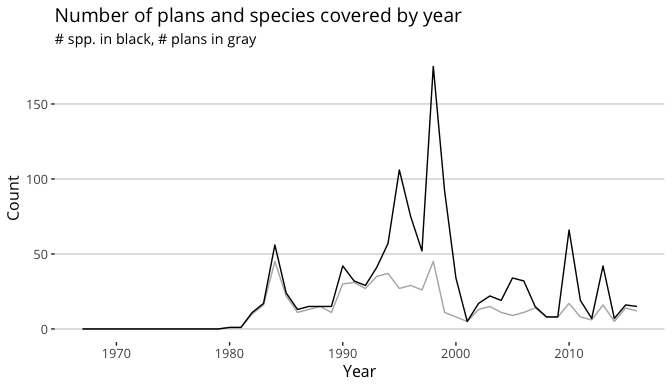 Number of plans and species covered by year
# spp. in black, # plans in gray
150
100
50
0
Count
1970 1980 1990 2000 2010
Year